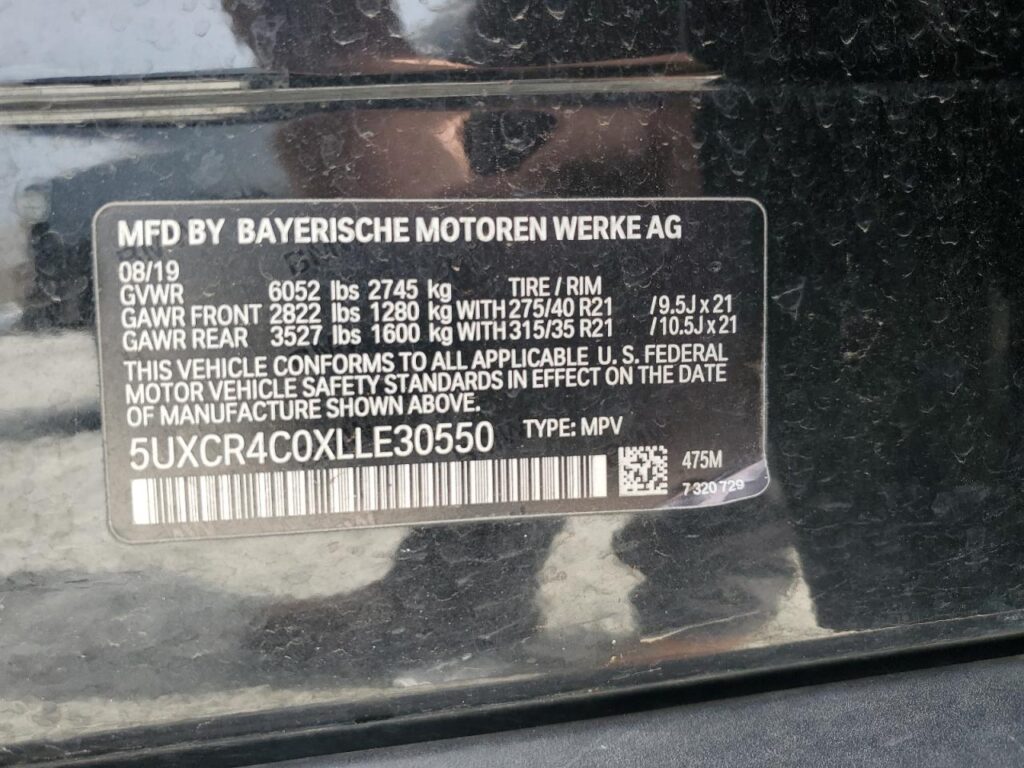 MFD BY BAYERISCHE MOTOREN WERKE AG
08/19 TIRE / RIM
GVWR 6052 lbs 2745 kg
GAWR FRONT 2822 lbs 1280 kg WITH 275/40 R21 / 9.5J x 21
GAWR REAR 3527 lbs 1600 kg WITH 315/35 R21 / 10.5J x 21
THIS VEHICLE CONFORMS TO ALL APPLICABLE U.S. FEDERAL
MOTOR VEHICLE SAFETY STANDARDS IN EFFECT ON THE DATE
OF MANUFACTURE SHOWN ABOVE.
5UXCR4C0XLLE30550 TYPE: MPV
475M
7 320 729